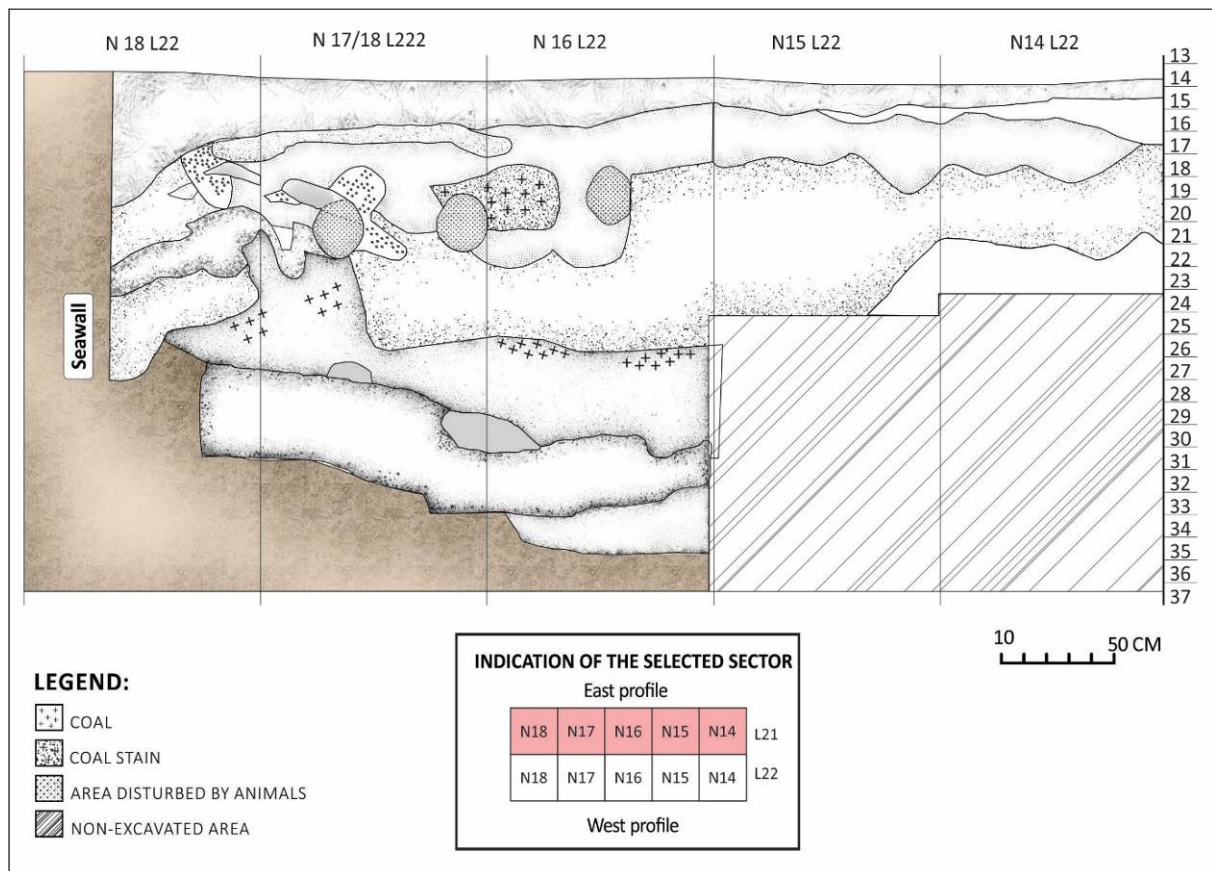 N 18 L22
N 17/18 L222
N 16 L22
N15 L22
N14 L22
13
14
15
16
17
18
19
20
21
22
23
24
25
26
27
28
29
30
31
32
33
34
35
36
37
Seawall
10 50 CM
LEGEND:
COAL
COAL STAIN
AREA DISTURBED BY ANIMALS
NON-EXCAVATED AREA
INDICATION OF THE SELECTED SECTOR
East profile
N18 N17 N16 N15 N14 L21
N18 N17 N16 N15 N14 L22
West profile